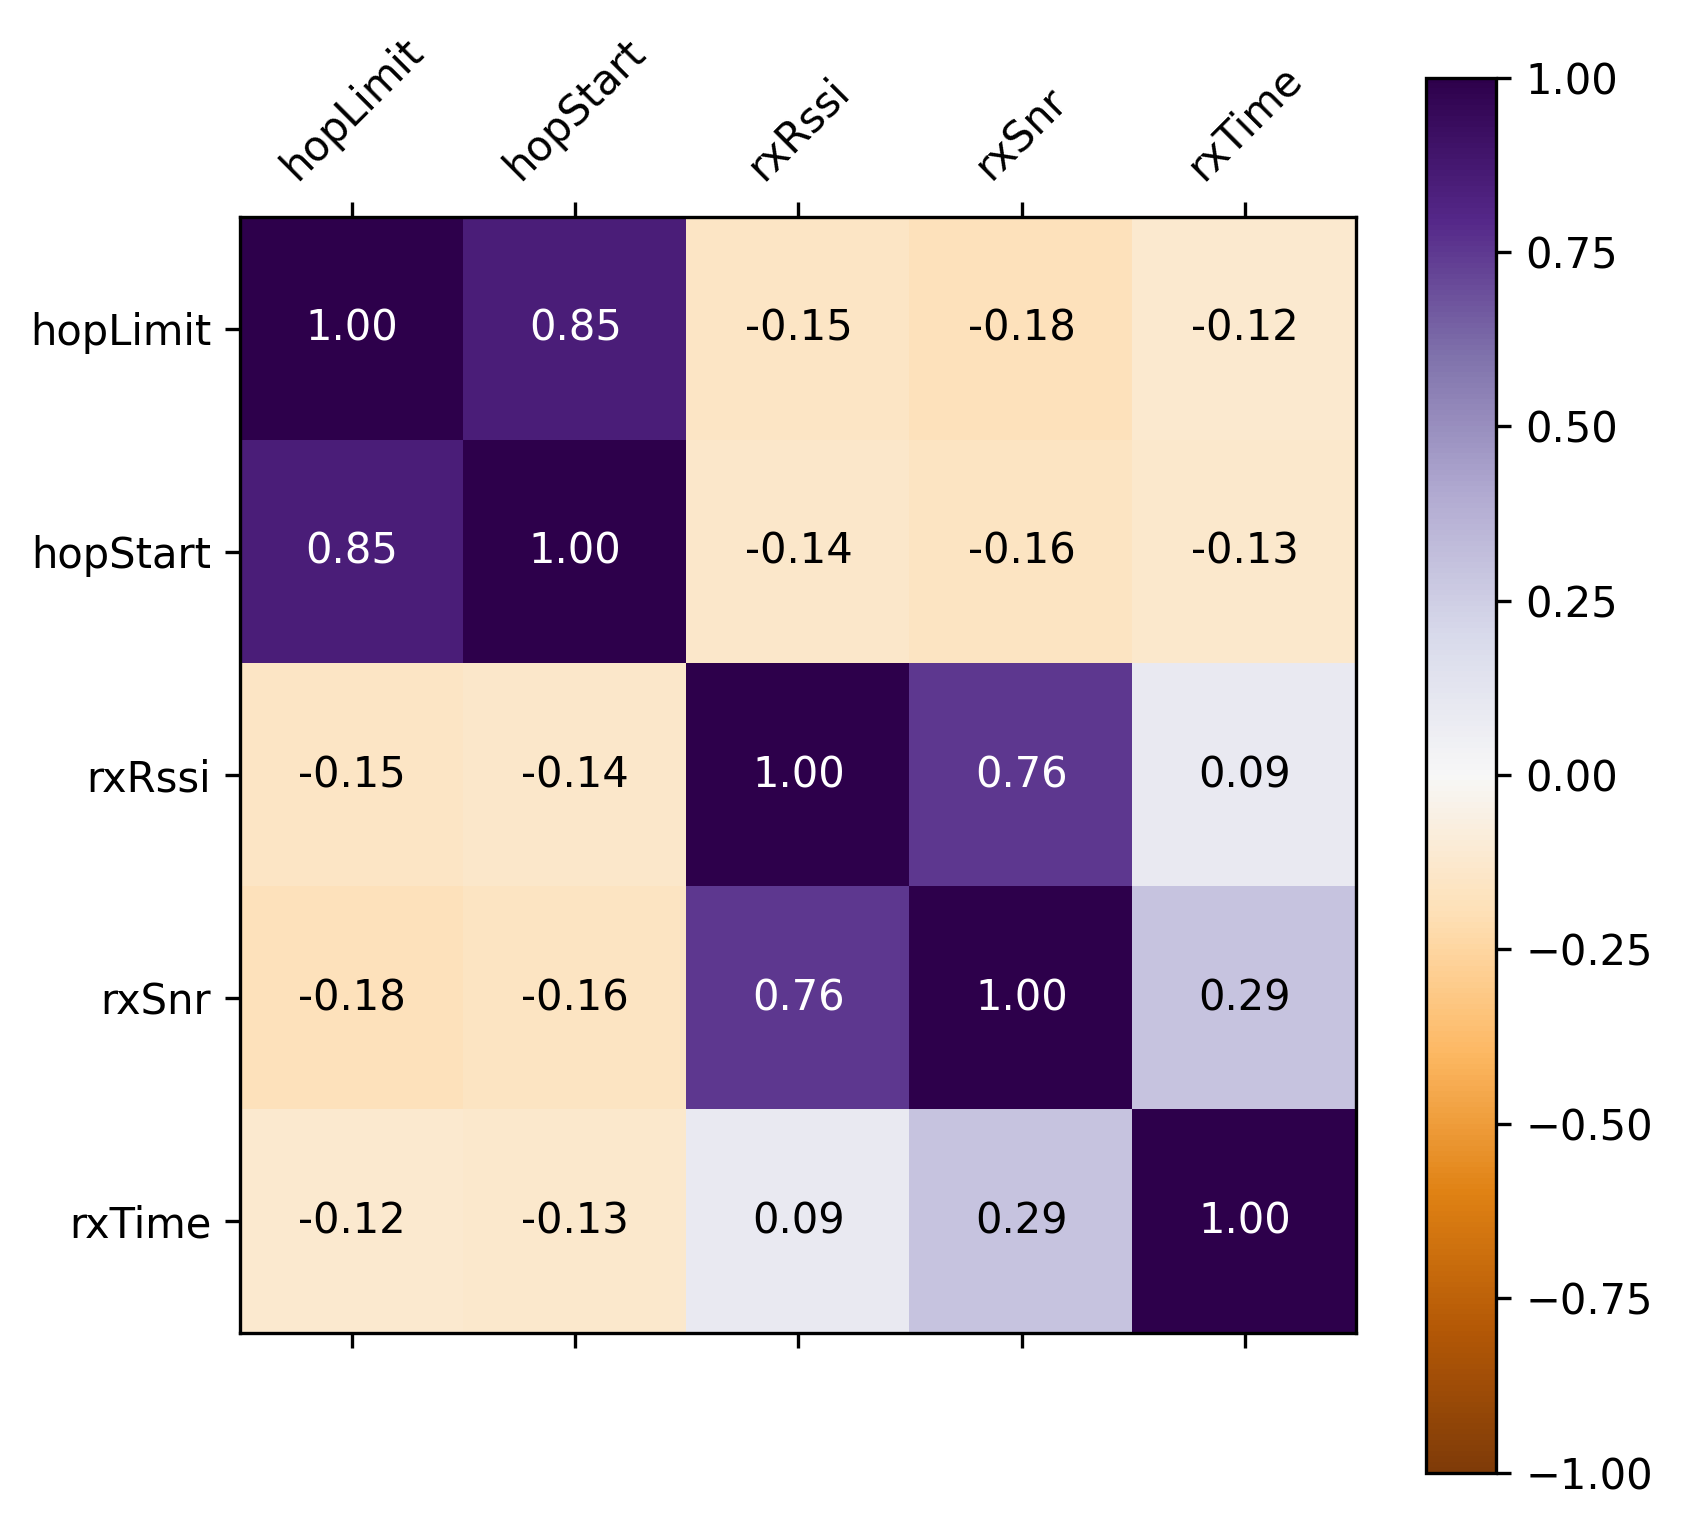 hopLimit hopStart rxRssi rxSnr rxTime
hopLimit 1.00 0.85 -0.15 -0.18 -0.12
hopStart 0.85 1.00 -0.14 -0.16 -0.13
rxRssi -0.15 -0.14 1.00 0.76 0.09
rxSnr -0.18 -0.16 0.76 1.00 0.29
rxTime -0.12 -0.13 0.09 0.29 1.00
1.00
0.75
0.50
0.25
0.00
−0.25
−0.50
−0.75
−1.00